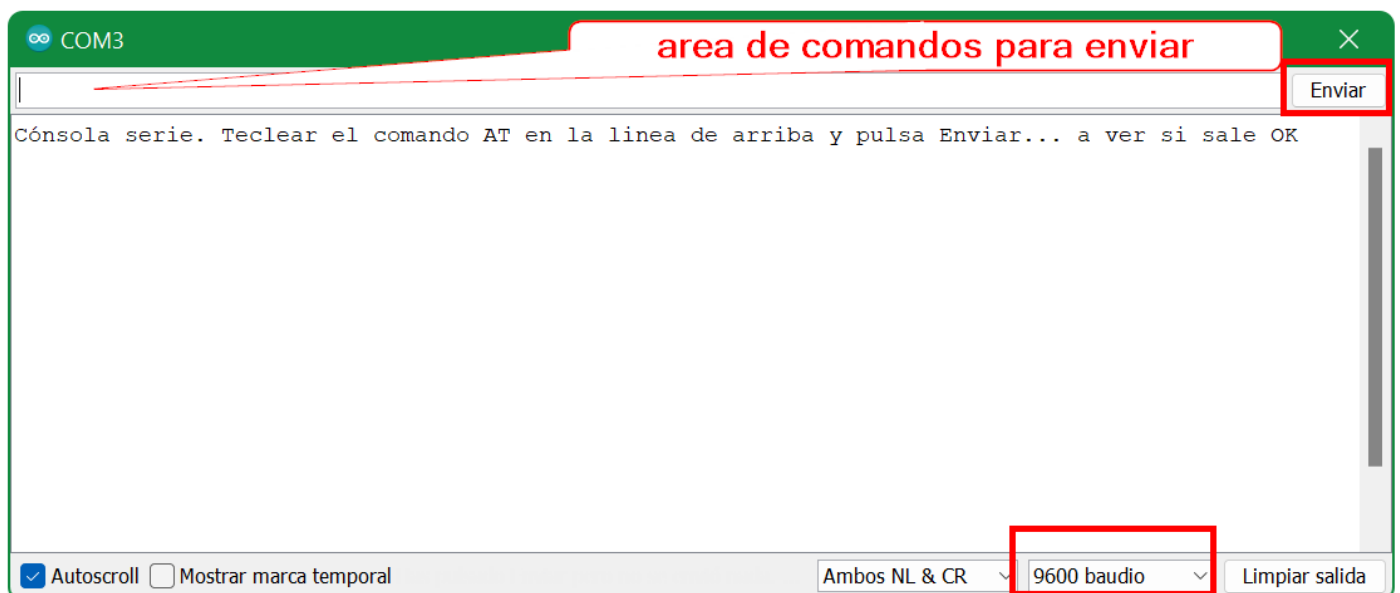 COM3
area de comandos para enviar
Enviar
Cónsola serie. Teclear el comando AT en la linea de arriba y pulsa Enviar... a ver si sale OK
Autoscroll Mostrar marca temporal Ambos NL & CR 9600 baudio Limpiar salida